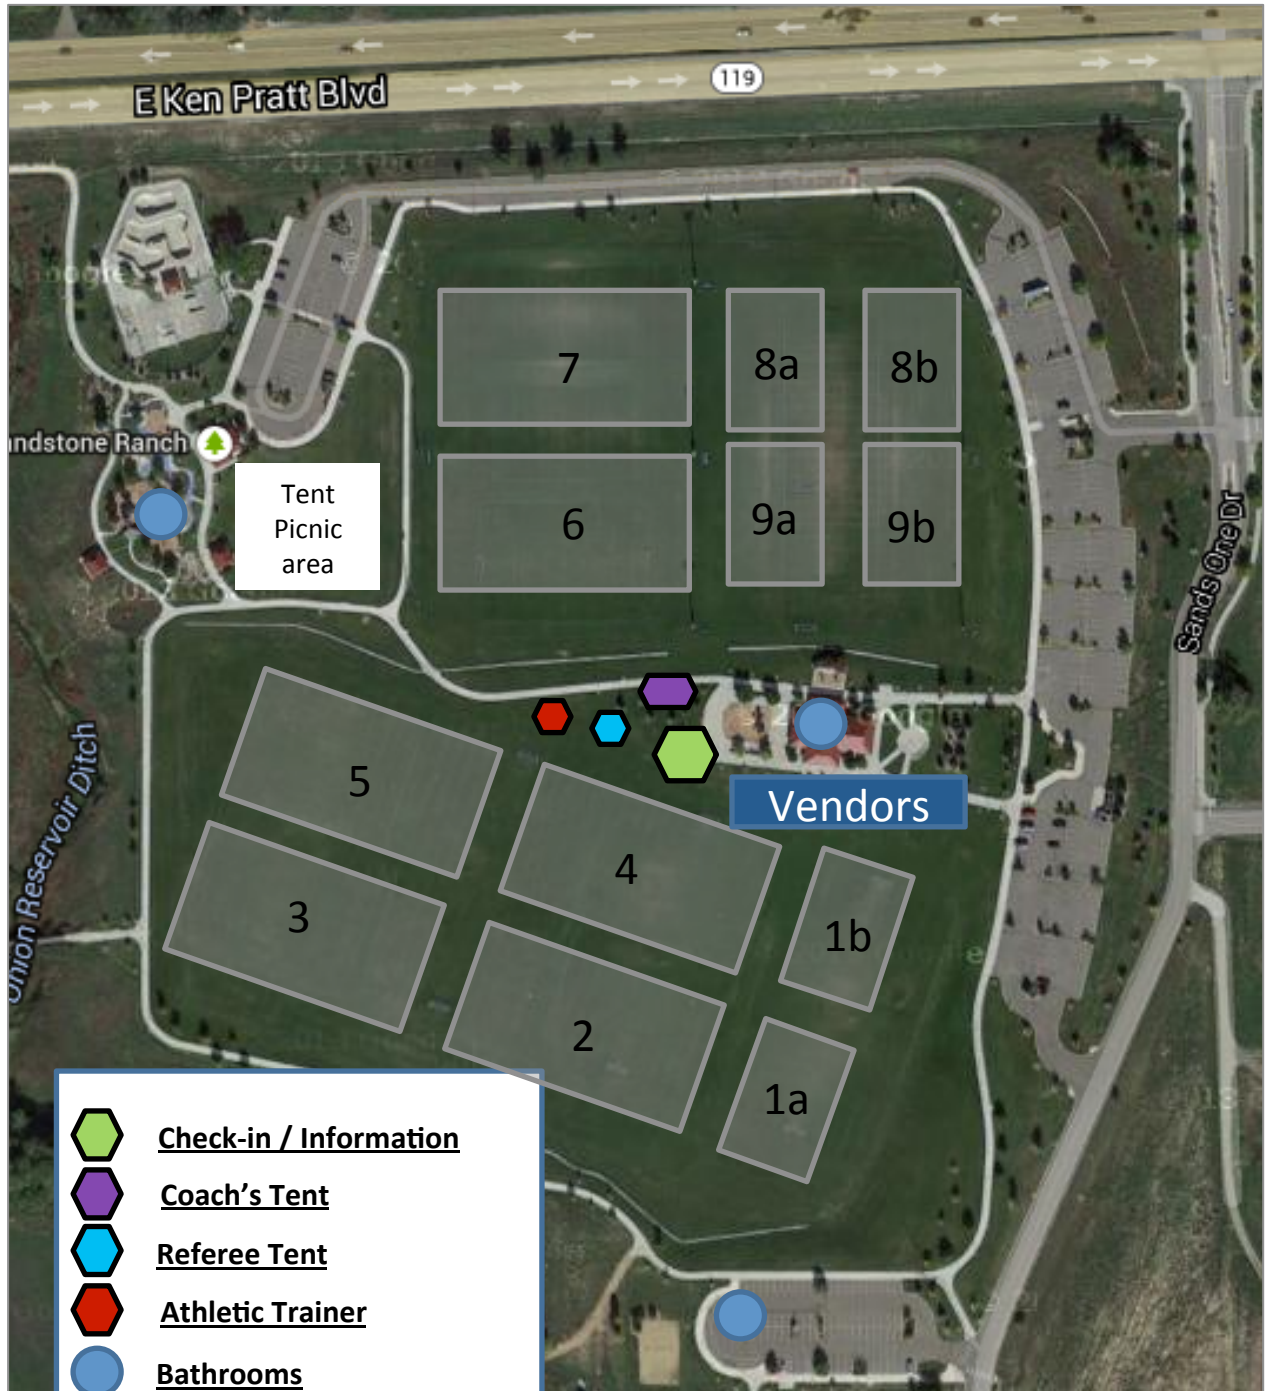 E Ken Pratt Blvd
119
7
8a
8b
andstone Ranch
Tent
Picnic
area
6
9a
9b
Sands One Dr
5
Vendors
4
3
1b
Union Reservoir Ditch
2
1a
Check-in / Information
Coach's Tent
Referee Tent
Athletic Trainer
Bathrooms